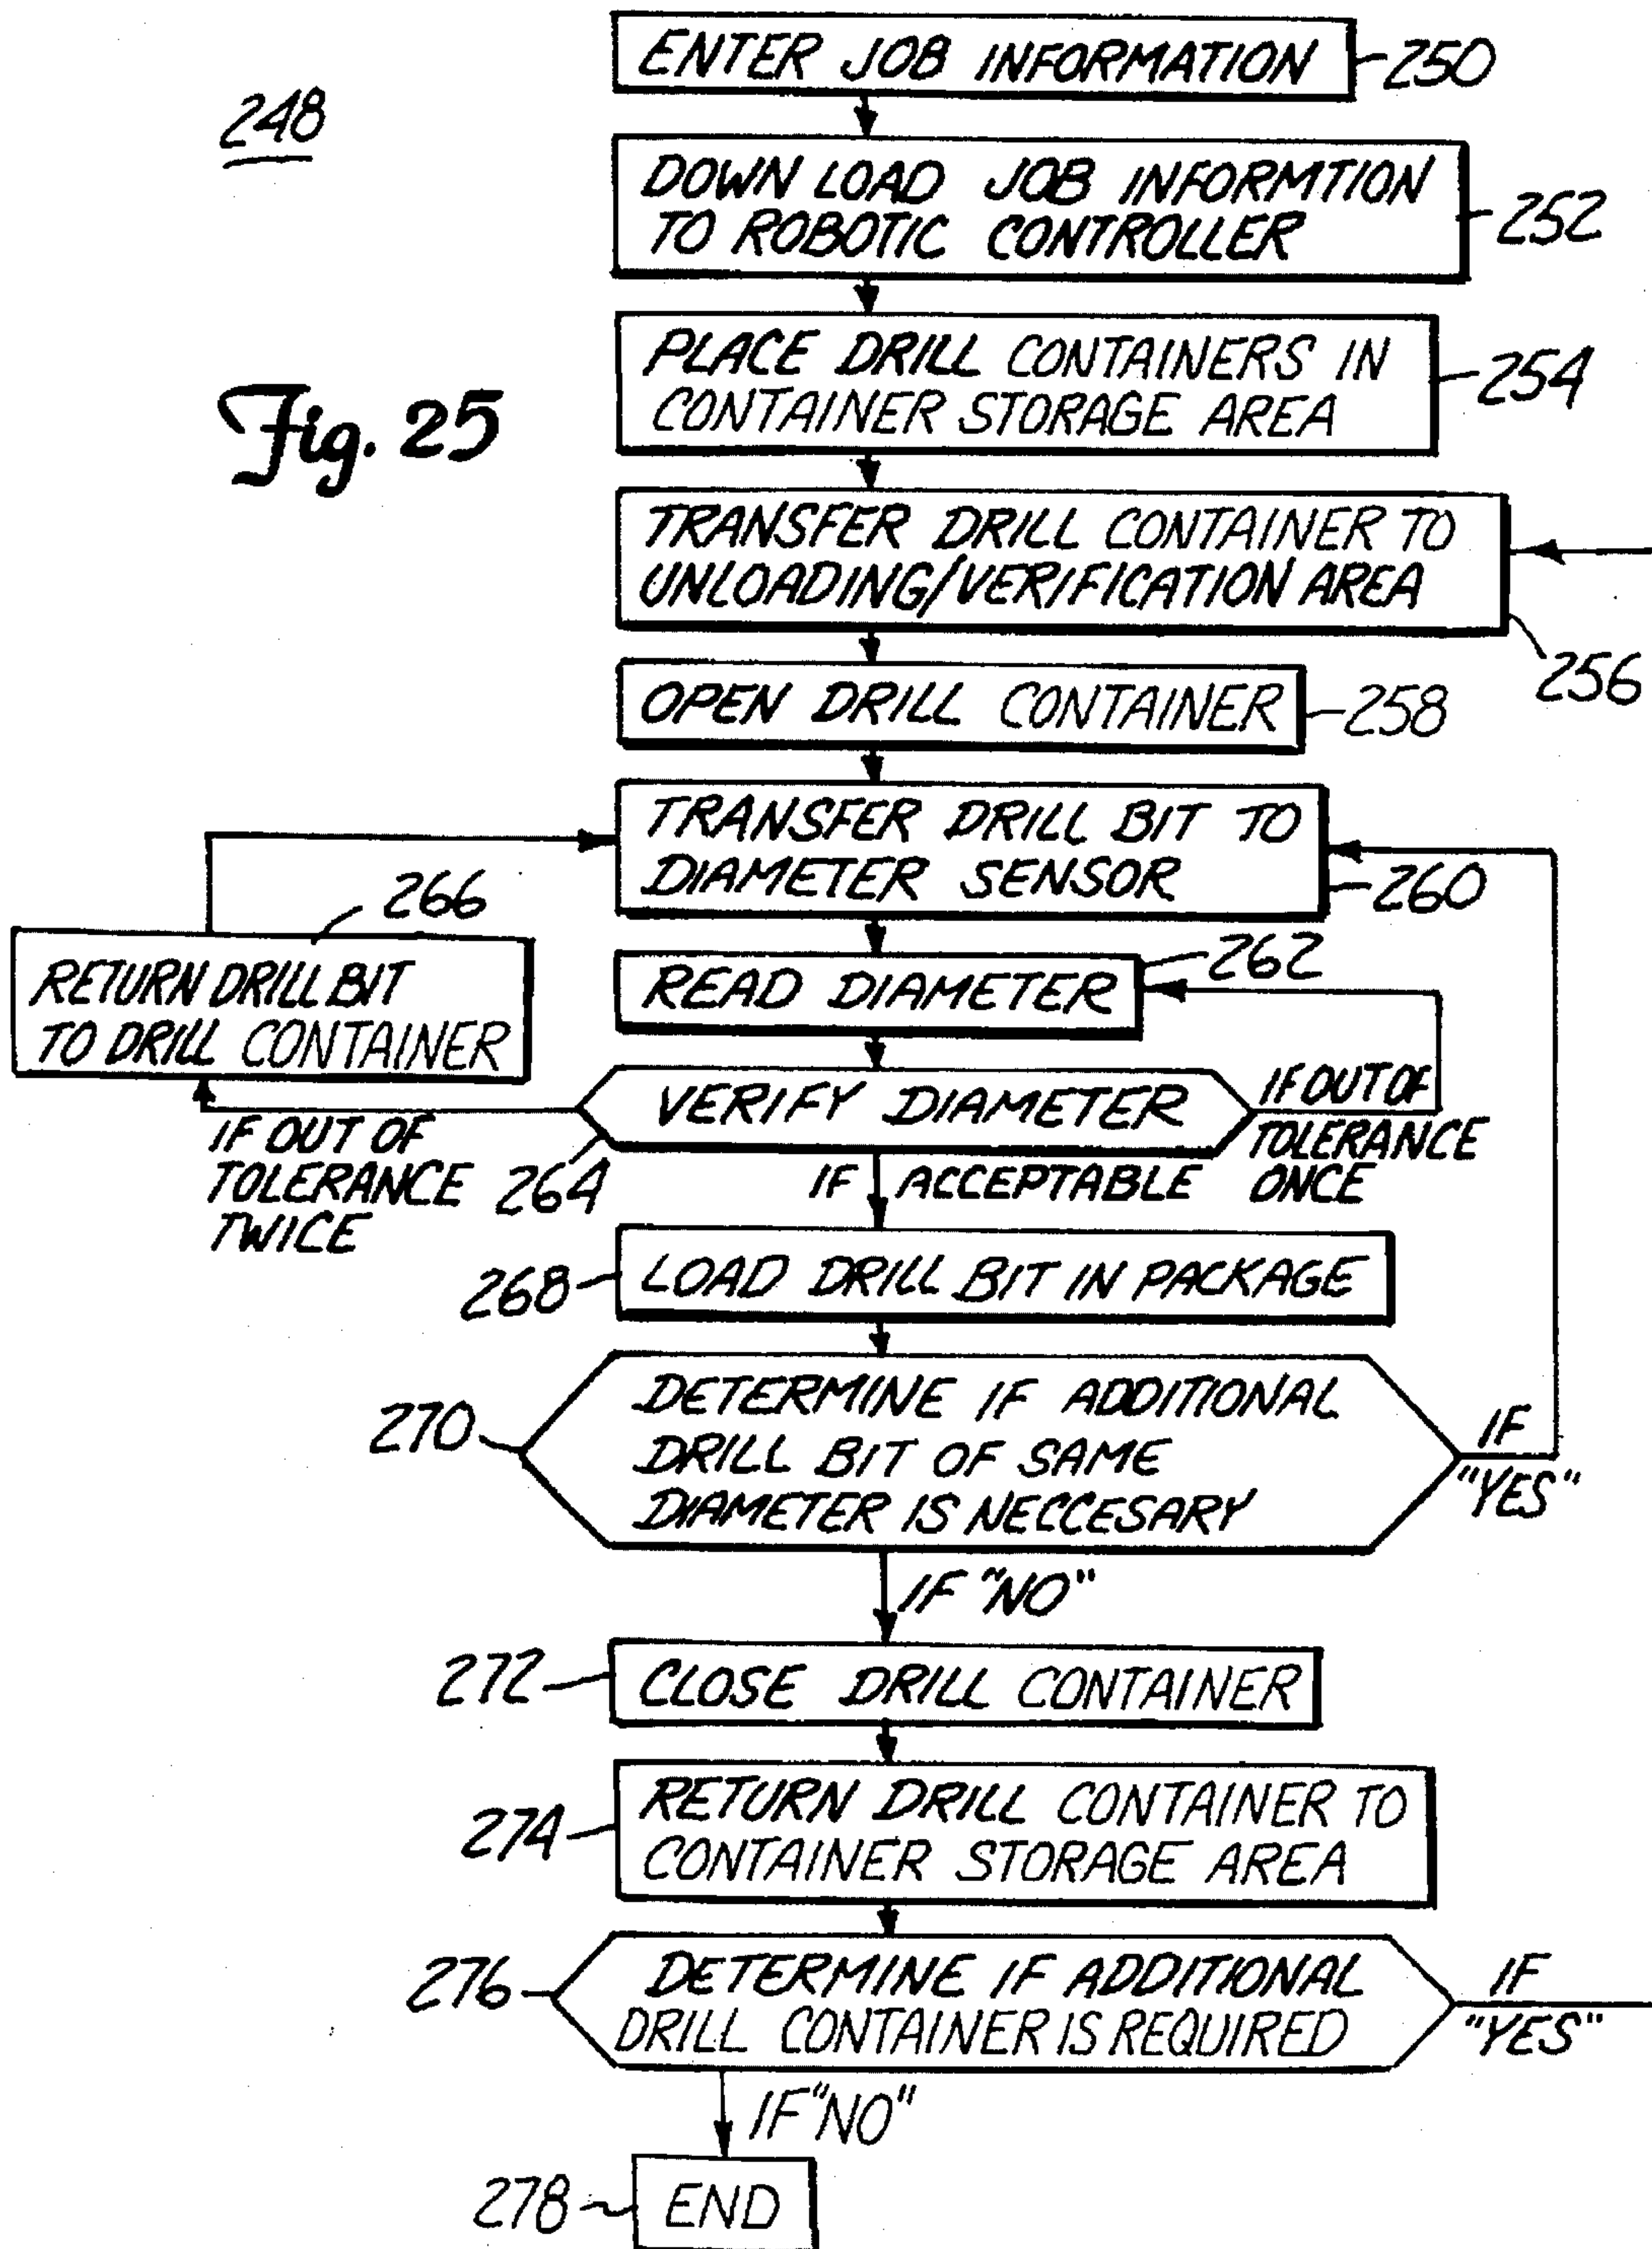 ENTER JOB INFORMATION
250
248
DOWN LOAD JOB INFORMTION
TO ROBOTIC CONTROLLER
252
PLACE DRILL CONTAINERS IN
CONTAINER STORAGE AREA
254
Fig. 25
TRANSFER DRILL CONTAINER TO
UNLOADING/VERIFICATION AREA
256
OPEN DRILL CONTAINER
258
TRANSFER DRILL BIT TO
DIAMETER SENSOR
260
266
RETURN DRILL BIT
TO DRILL CONTAINER
READ DIAMETER
262
VERIFY DIAMETER
264
IF OUT OF
TOLERANCE
ONCE
IF OUT OF
TOLERANCE
TWICE
IF ACCEPTABLE
268
LOAD DRILL BIT IN PACKAGE
270
DETERMINE IF ADDITIONAL
DRILL BIT OF SAME
DIAMETER IS NECCESARY
IF
"YES"
IF "NO"
272
CLOSE DRILL CONTAINER
274
RETURN DRILL CONTAINER TO
CONTAINER STORAGE AREA
276
DETERMINE IF ADDITIONAL
DRILL CONTAINER IS REQUIRED
IF
"YES"
IF "NO"
278
END